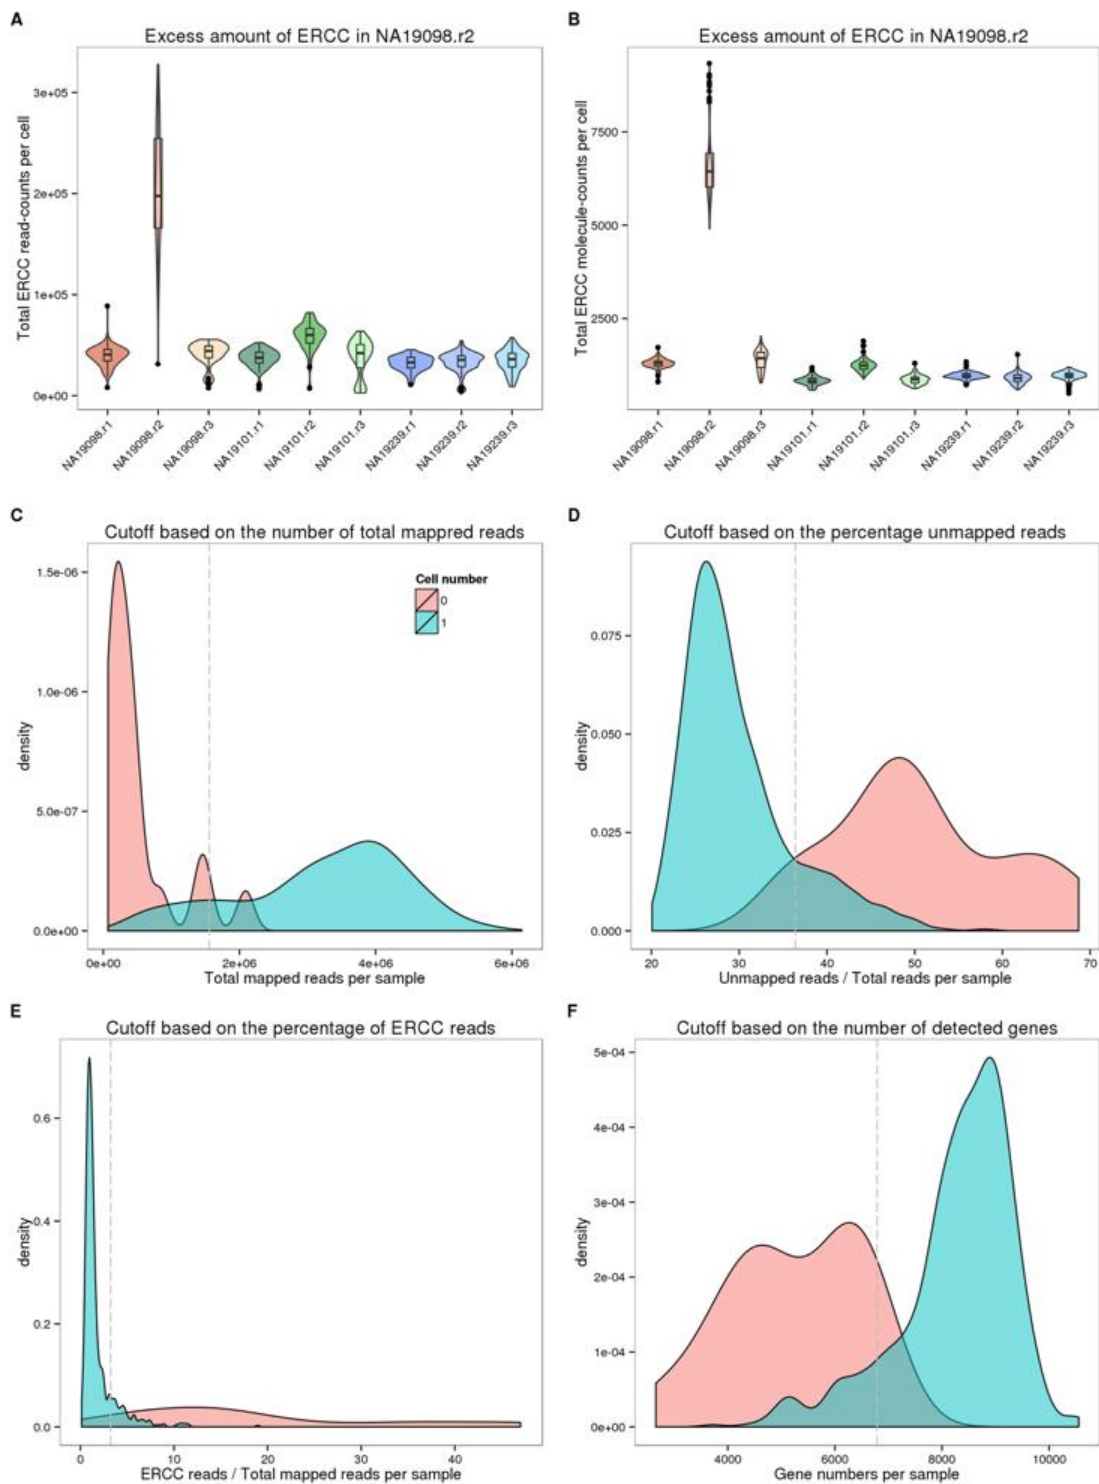 A
Excess amount of ERCC in NA19098.r2
Total ERCC read-counts per cell
3e+05
2e+05
1e+05
0e+00
NA19098.r1
NA19098.r2
NA19098.r3
NA19101.r1
NA19101.r2
NA19101.r3
NA19239.r1
NA19239.r2
NA19239.r3
B
Excess amount of ERCC in NA19098.r2
Total ERCC molecule-counts per cell
7500
5000
2500
NA19098.r1
NA19098.r2
NA19098.r3
NA19101.r1
NA19101.r2
NA19101.r3
NA19239.r1
NA19239.r2
NA19239.r3
C
Cutoff based on the number of total mappred reads
density
1.5e-06
1.0e-06
5.0e-07
0.0e+00
Cell number
0
1
0e+00 2e+06 4e+06 6e+06
Total mapped reads per sample
D
Cutoff based on the percentage unmapped reads
density
0.075
0.050
0.025
0.000
20 30 40 50 60 70
Unmapped reads / Total reads per sample
E
Cutoff based on the percentage of ERCC reads
density
0.6
0.4
0.2
0.0
0 10 20 30 40
ERCC reads / Total mapped reads per sample
F
Cutoff based on the number of detected genes
density
5e-04
4e-04
3e-04
2e-04
1e-04
0e+00
4000 6000 8000 10000
Gene numbers per sample